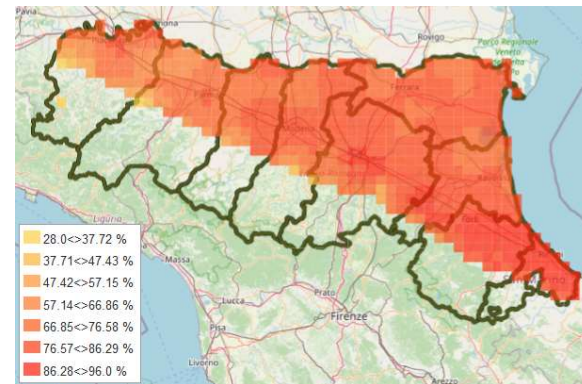 Pavia
Rovigo
Parco Regionale
Veneto
Ferrara
Liguria
Massa
Lucca
Prato
Pisa
Firenze
Livorno
Arezzo
28.0<>37.72 %
37.71<>47.43 %
47.42<>57.15 %
57.14<>66.86 %
66.85<>76.58 %
76.57<>86.29 %
86.28<>96.0 %